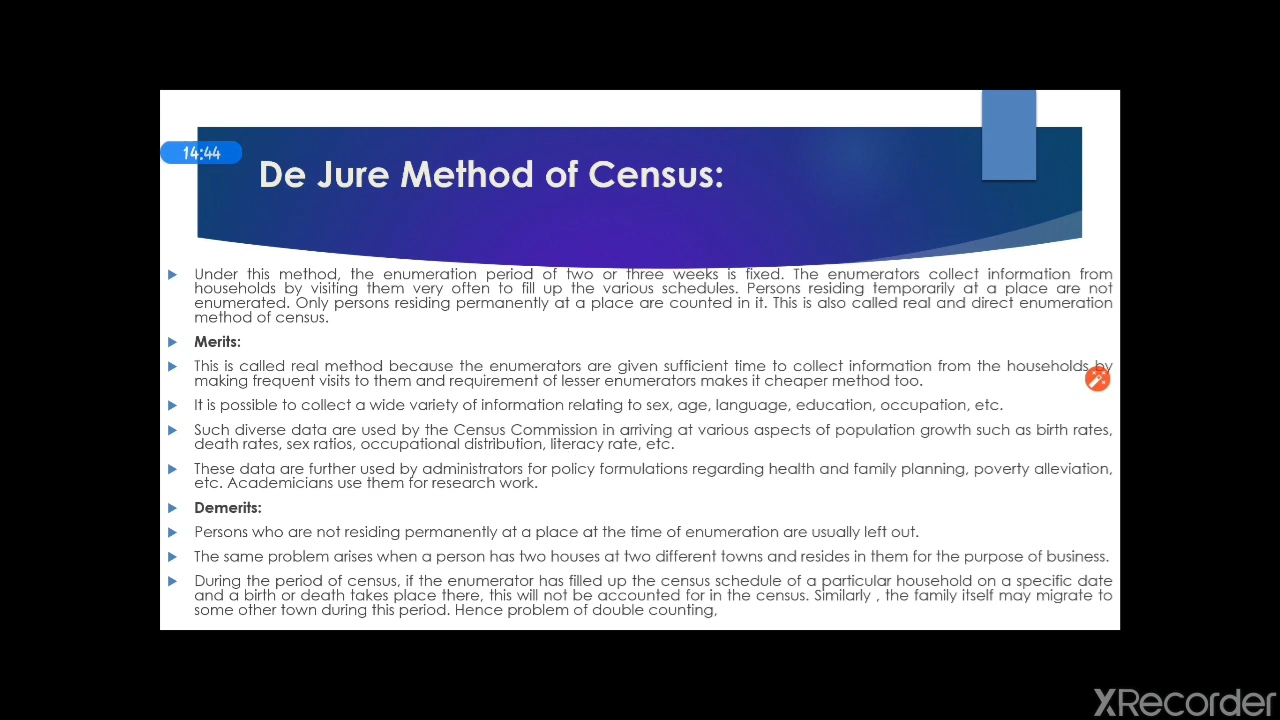 14:44
De Jure Method of Census:
Under this method, the enumeration period of two or three weeks is fixed. The enumerators collect information from
households by visiting them very often to fill up the various schedules. Persons residing temporarily at a place are not
enumerated. Only persons residing permanently at a place are counted in it. This is also called real and direct enumeration
method of census.
Merits:
This is called real method because the enumerators are given sufficient time to collect information from the households by
making frequent visits to them and requirement of lesser enumerators makes it cheaper method too.
It is possible to collect a wide variety of information relating to sex, age, language, education, occupation, etc.
Such diverse data are used by the Census Commission in arriving at various aspects of population growth such as birth rates,
death rates, sex ratios, occupational distribution, literacy rate, etc.
These data are further used by administrators for policy formulations regarding health and family planning, poverty alleviation,
etc. Academicians use them for research work.
Demerits:
Persons who are not residing permanently at a place at the time of enumeration are usually left out.
The same problem arises when a person has two houses at two different towns and resides in them for the purpose of business.
During the period of census, if the enumerator has filled up the census schedule of a particular household on a specific date
and a birth or death takes place there, this will not be accounted for in the census. Similarly , the family itself may migrate to
some other town during this period. Hence problem of double counting,
XRecorder